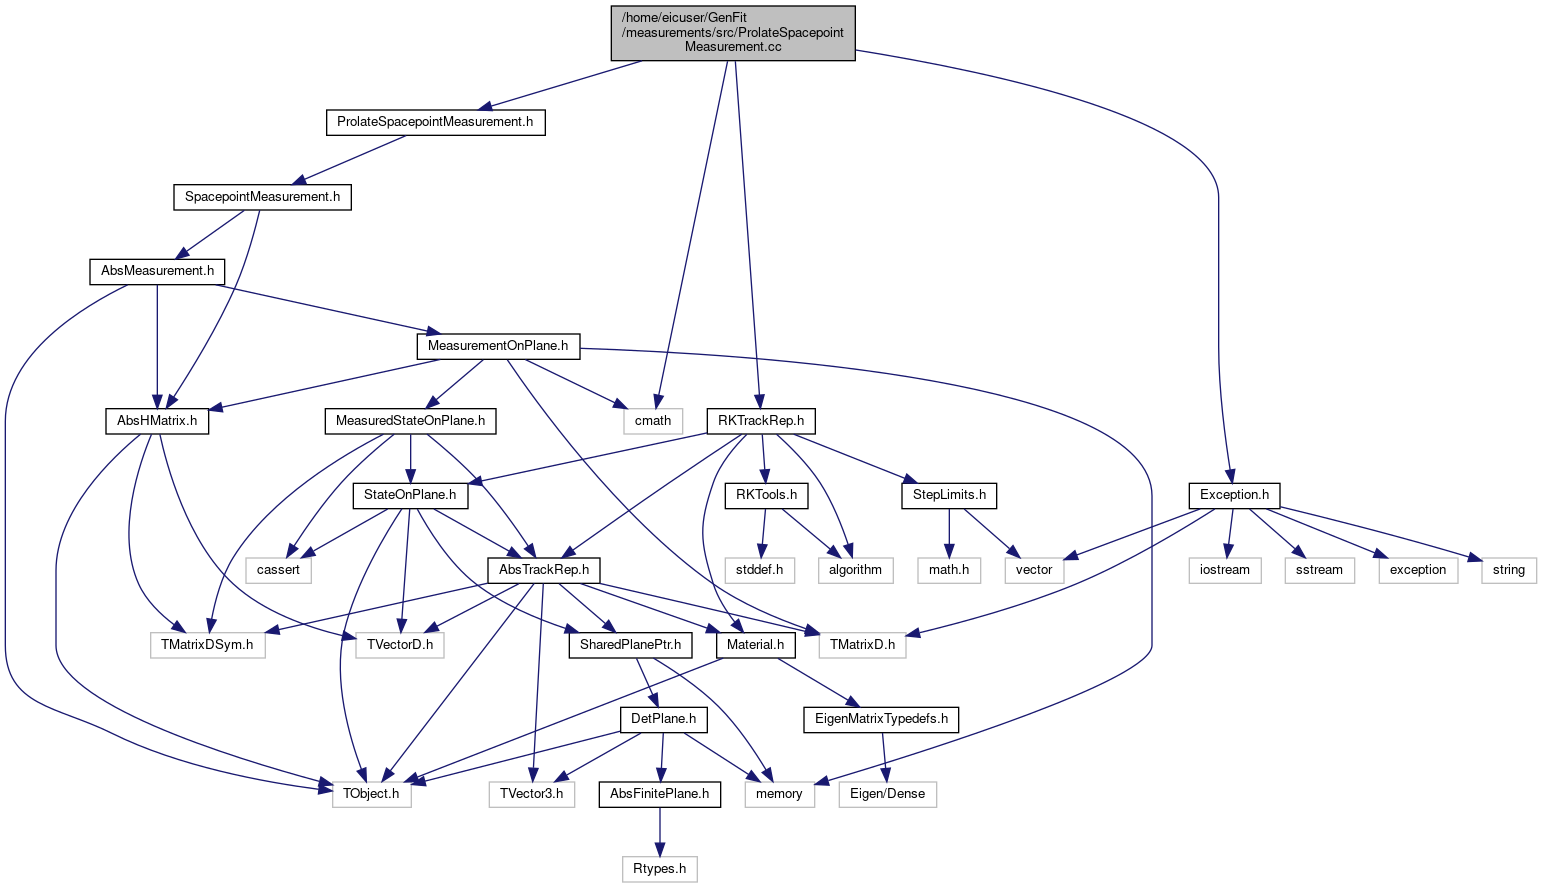 /home/eicuser/GenFit
/measurements/src/ProlateSpacepoint
Measurement.cc
ProlateSpacepointMeasurement.h
SpacepointMeasurement.h
AbsMeasurement.h
MeasurementOnPlane.h
AbsHMatrix.h
MeasuredStateOnPlane.h
cmath
RKTrackRep.h
StateOnPlane.h
RKTools.h
StepLimits.h
Exception.h
cassert
AbsTrackRep.h
stddef.h
algorithm
math.h
vector
iostream
sstream
exception
string
TMatrixDSym.h
TVectorD.h
SharedPlanePtr.h
Material.h
TMatrixD.h
DetPlane.h
EigenMatrixTypedefs.h
TObject.h
TVector3.h
AbsFinitePlane.h
memory
Eigen/Dense
Rtypes.h